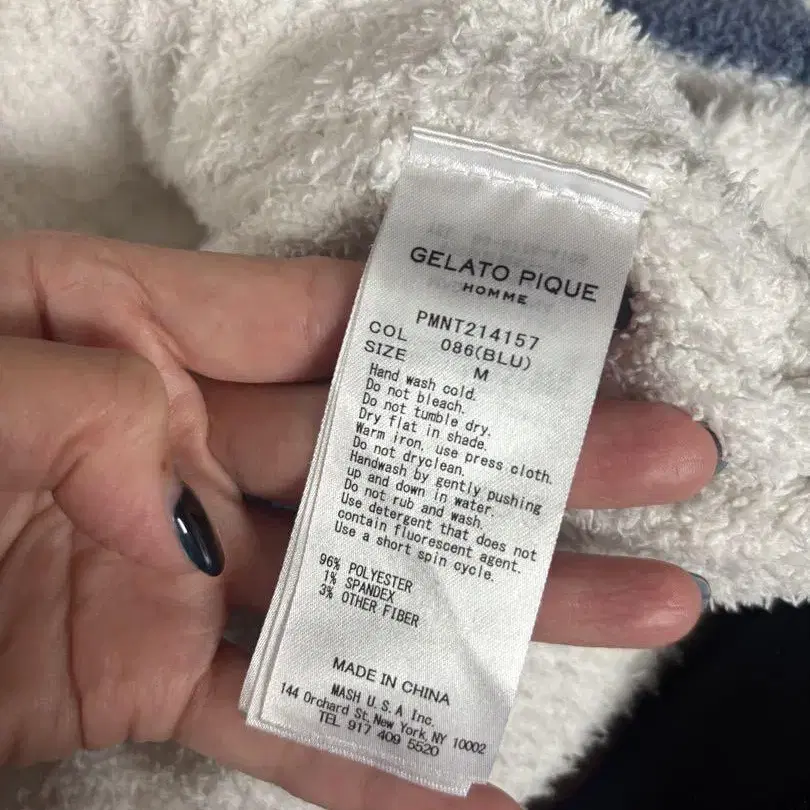 GELATO PIQUE
HOMME
PMNT214157
COL 086(BLU)
SIZE M
Hand wash cold.
Do not bleach.
Do not tumble dry.
Dry flat in shade.
Warm iron, use press cloth.
Do not dryclean.
Handwash by gently pushing
up and down in water.
Do not rub and wash.
Use detergent that does not
contain fluorescent agent.
Use a short spin cycle.
96% POLYESTER
1% SPANDEX
3% OTHER FIBER
MADE IN CHINA
MASH U.S.A Inc.
144 Orchard St, New York, NY 10002
TEL 917 409 5520